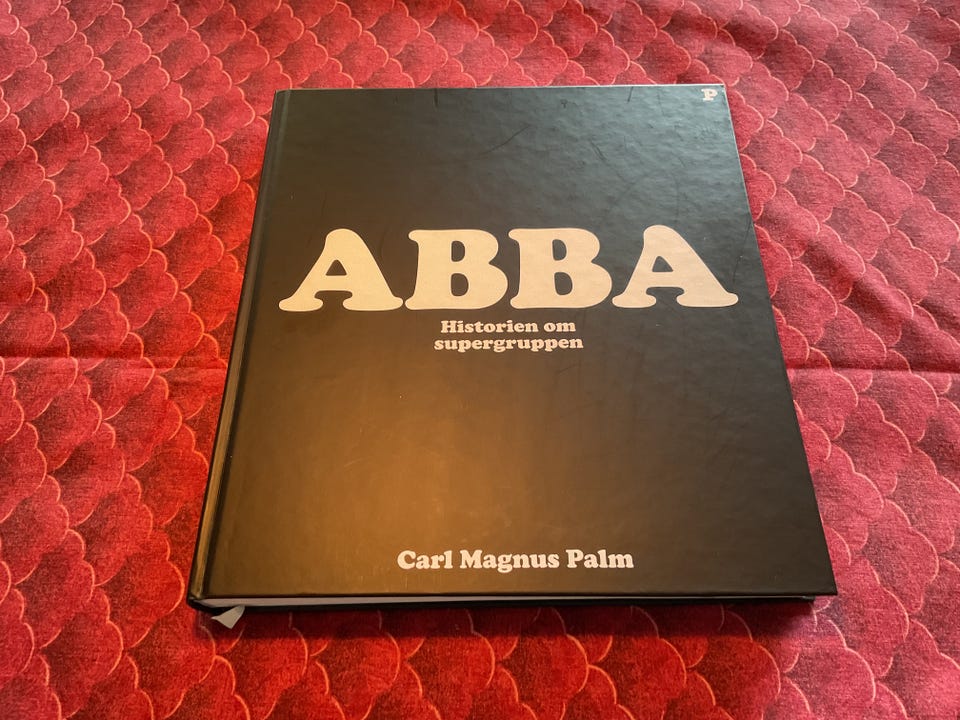 P
ABBA
Historien om
supergruppen
Carl Magnus Palm